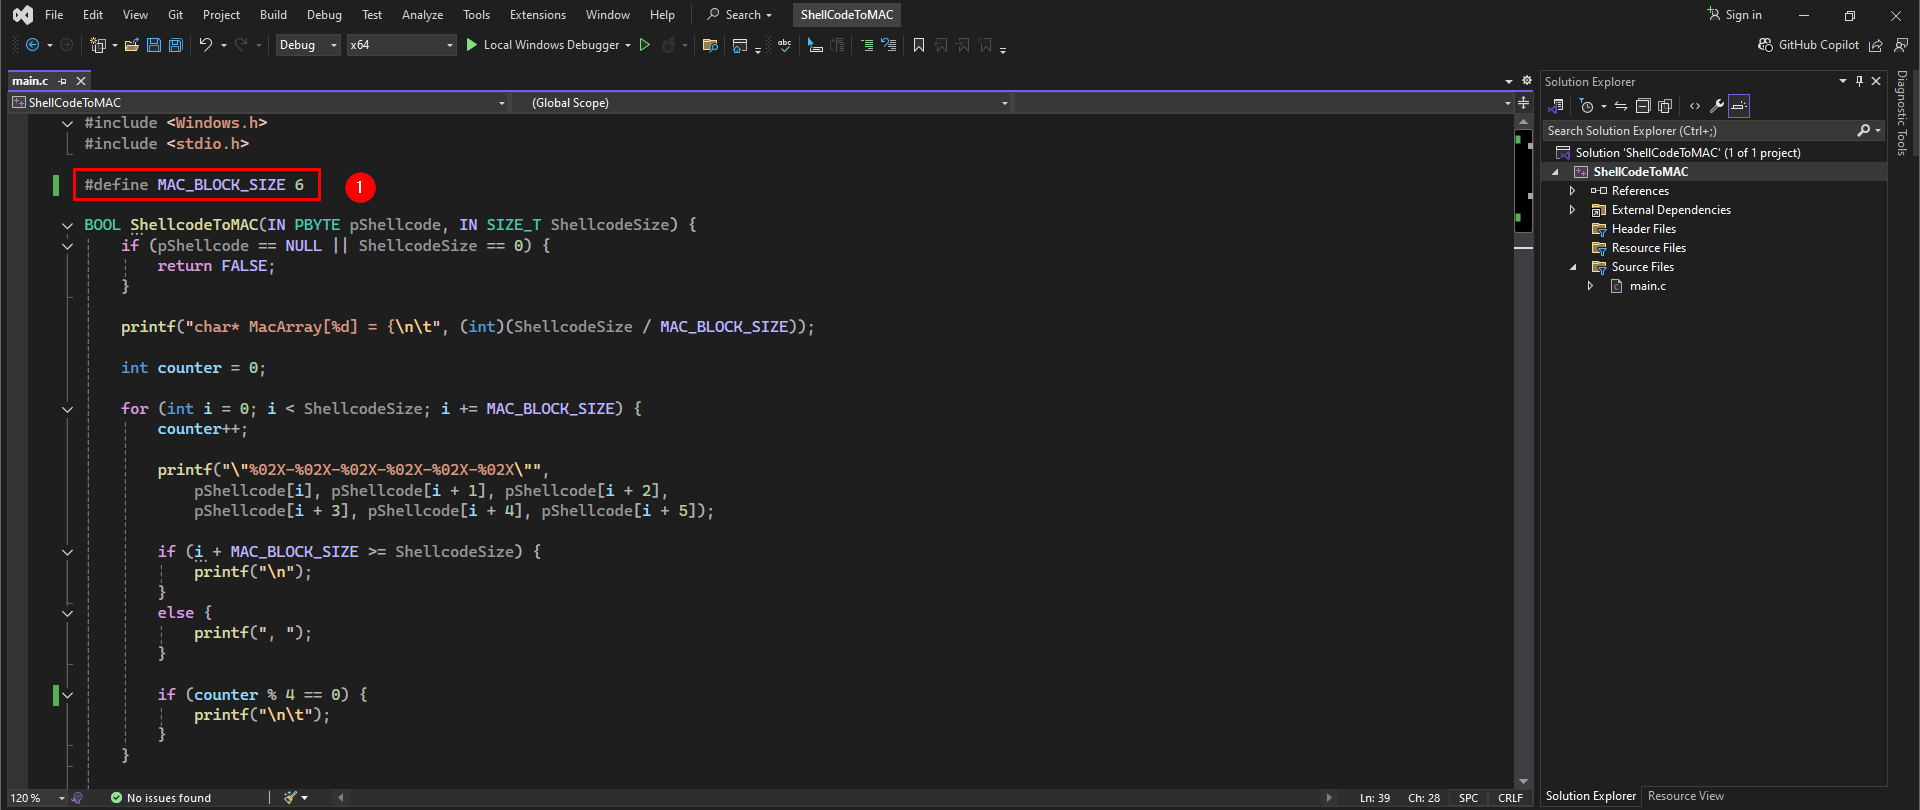 File Edit View Git Project Build Debug Test Analyze Tools Extensions Window Help Search ShellCodeToMAC Sign in
Debug x64 Local Windows Debugger abc GitHub Copilot
main.c
ShellCodeToMAC (Global Scope)
#include <Windows.h>
#include <stdio.h>
#define MAC_BLOCK_SIZE 6
1
BOOL ShellcodeToMAC(IN PBYTE pShellcode, IN SIZE_T ShellcodeSize) {
if (pShellcode == NULL || ShellcodeSize == 0) {
return FALSE;
}
printf("char* MacArray[%d] = {\n\t", (int)(ShellcodeSize / MAC_BLOCK_SIZE));
int counter = 0;
for (int i = 0; i < ShellcodeSize; i += MAC_BLOCK_SIZE) {
counter++;
printf("\"%02X-%02X-%02X-%02X-%02X-%02X\"",
pShellcode[i], pShellcode[i + 1], pShellcode[i + 2],
pShellcode[i + 3], pShellcode[i + 4], pShellcode[i + 5]);
if (i + MAC_BLOCK_SIZE >= ShellcodeSize) {
printf("\n");
}
else {
printf(", ");
}
if (counter % 4 == 0) {
printf("\n\t");
}
}
120 % No issues found Ln: 39 Ch: 28 SPC CRLF
Solution Explorer
Search Solution Explorer (Ctrl+;)
Solution 'ShellCodeToMAC' (1 of 1 project)
ShellCodeToMAC
References
External Dependencies
Header Files
Resource Files
Source Files
main.c
Solution Explorer Resource View
Diagnostic Tools